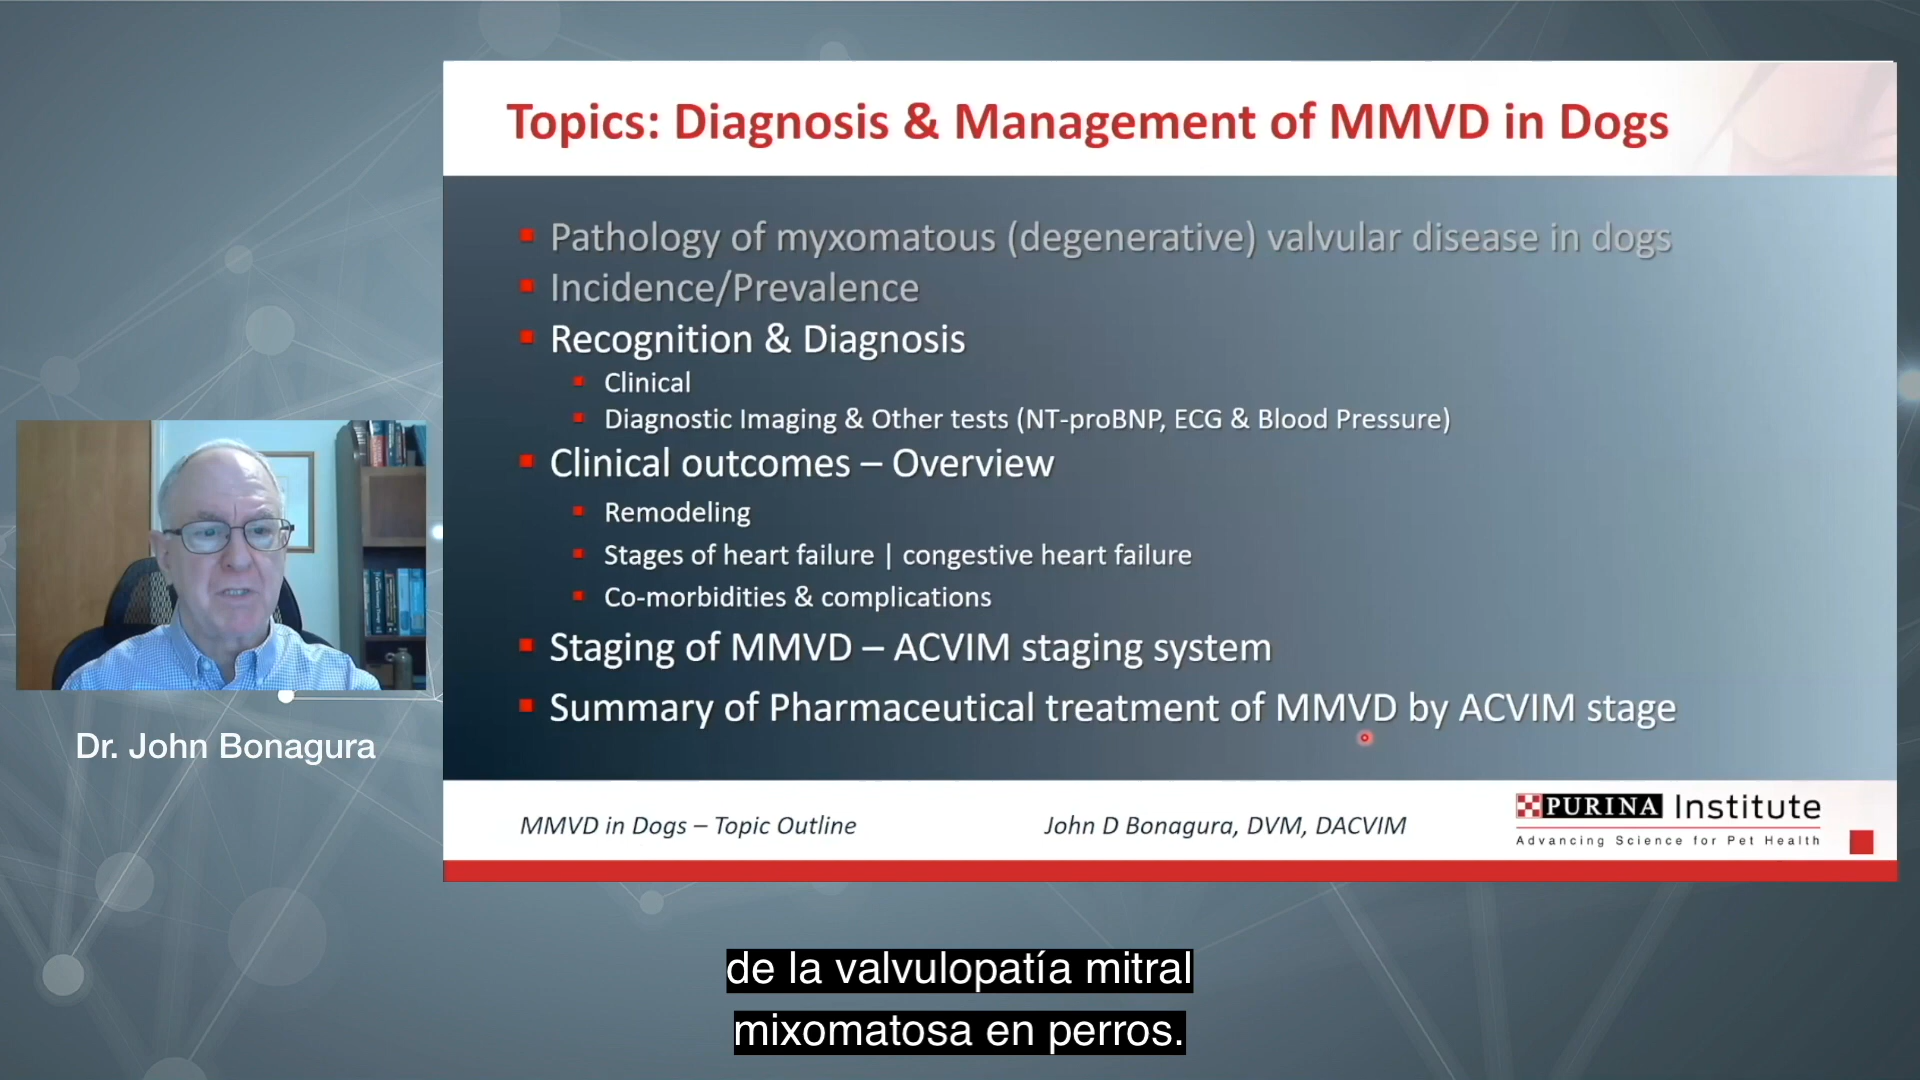 Topics: Diagnosis & Management of MMVD in Dogs
Pathology of myxomatous (degenerative) valvular disease in dogs
Incidence/Prevalence
Recognition & Diagnosis
Clinical
Diagnostic Imaging & Other tests (NT-proBNP, ECG & Blood Pressure)
Clinical outcomes – Overview
Remodeling
Stages of heart failure | congestive heart failure
Co-morbidities & complications
Staging of MMVD – ACVIM staging system
Summary of Pharmaceutical treatment of MMVD by ACVIM stage
Dr. John Bonagura
MMVD in Dogs – Topic Outline
John D Bonagura, DVM, DACVIM
PURINA Institute
Advancing Science for Pet Health
de la valvulopatía mitral
mixomatosa en perros.